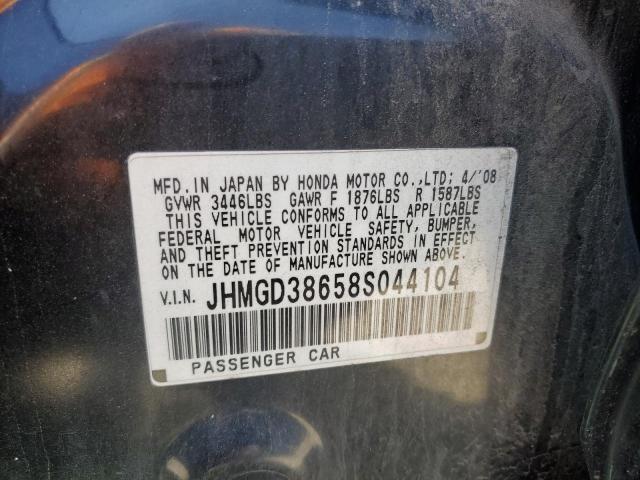 MFD. IN JAPAN BY HONDA MOTOR CO.,LTD; 4/'08
GVWR 3446LBS GAWR F 1876LBS R 1587LBS
THIS VEHICLE CONFORMS TO ALL APPLICABLE
FEDERAL MOTOR VEHICLE SAFETY, BUMPER,
AND THEFT PREVENTION STANDARDS IN EFFECT
ON THE DATE OF MANUFACTURE SHOWN ABOVE.
V.I.N. JHMGD38658S044104
PASSENGER CAR